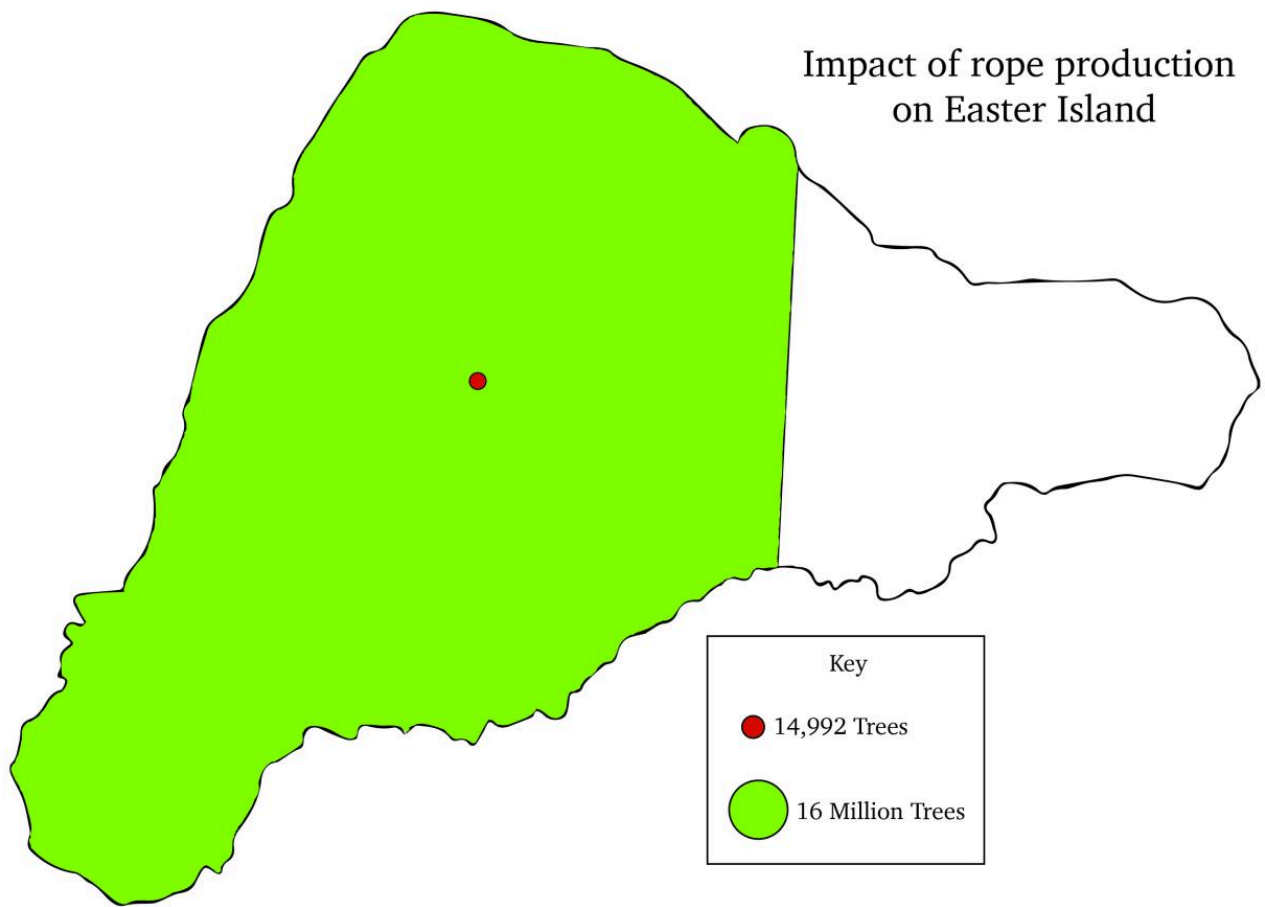 Impact of rope production
on Easter Island
Key
14,992 Trees
16 Million Trees